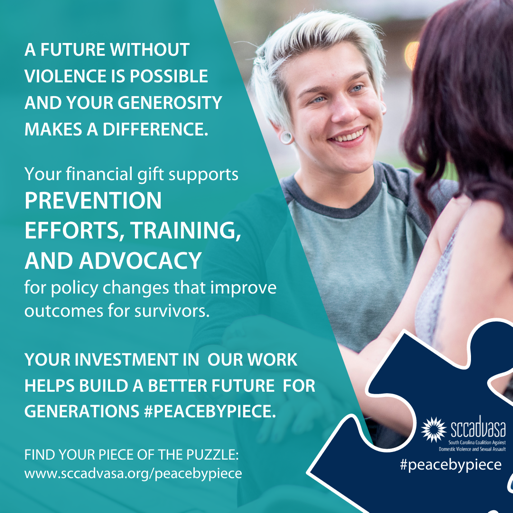 A FUTURE WITHOUT
VIOLENCE IS POSSIBLE
AND YOUR GENEROSITY
MAKES A DIFFERENCE.
Your financial gift supports
PREVENTION
EFFORTS, TRAINING,
AND ADVOCACY
for policy changes that improve
outcomes for survivors.
YOUR INVESTMENT IN OUR WORK
HELPS BUILD A BETTER FUTURE FOR
GENERATIONS #PEACEBYPIECE.
FIND YOUR PIECE OF THE PUZZLE:
www.sccadvasa.org/peacebypiece
sccadvasa
South Carolina Coalition Against
Domestic Violence and Sexual Assault
#peacebypiece